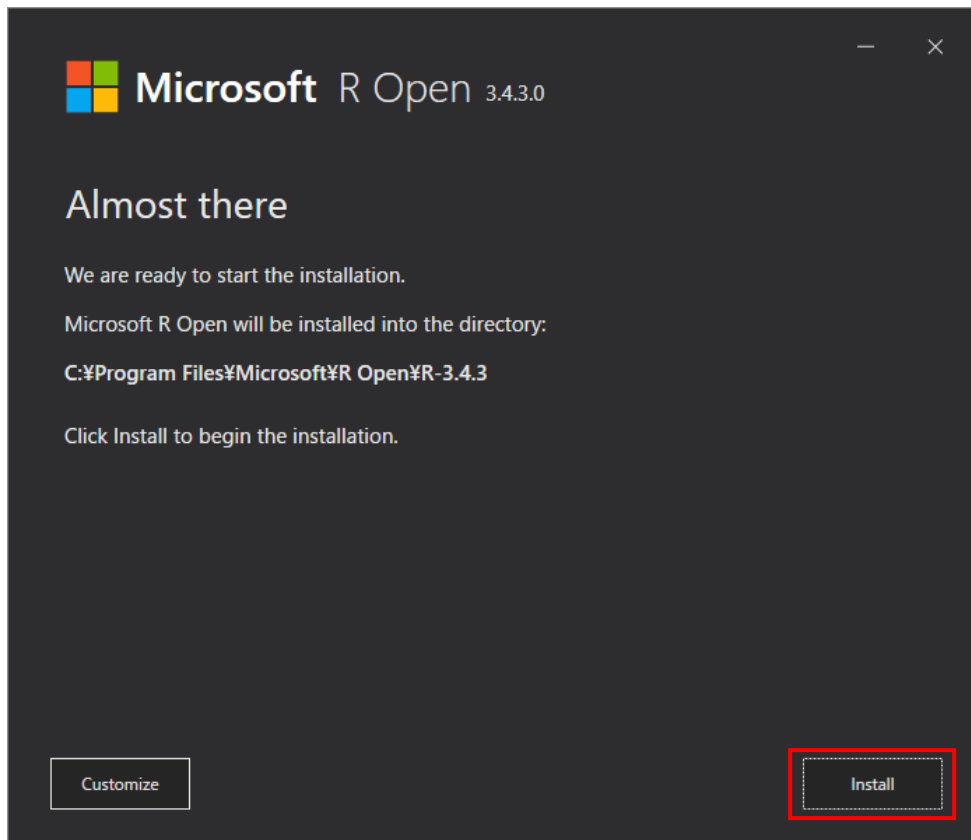 Microsoft R Open 3.4.3.0
Almost there
We are ready to start the installation.
Microsoft R Open will be installed into the directory:
C:¥Program Files¥Microsoft¥R Open¥R-3.4.3
Click Install to begin the installation.
Customize
Install